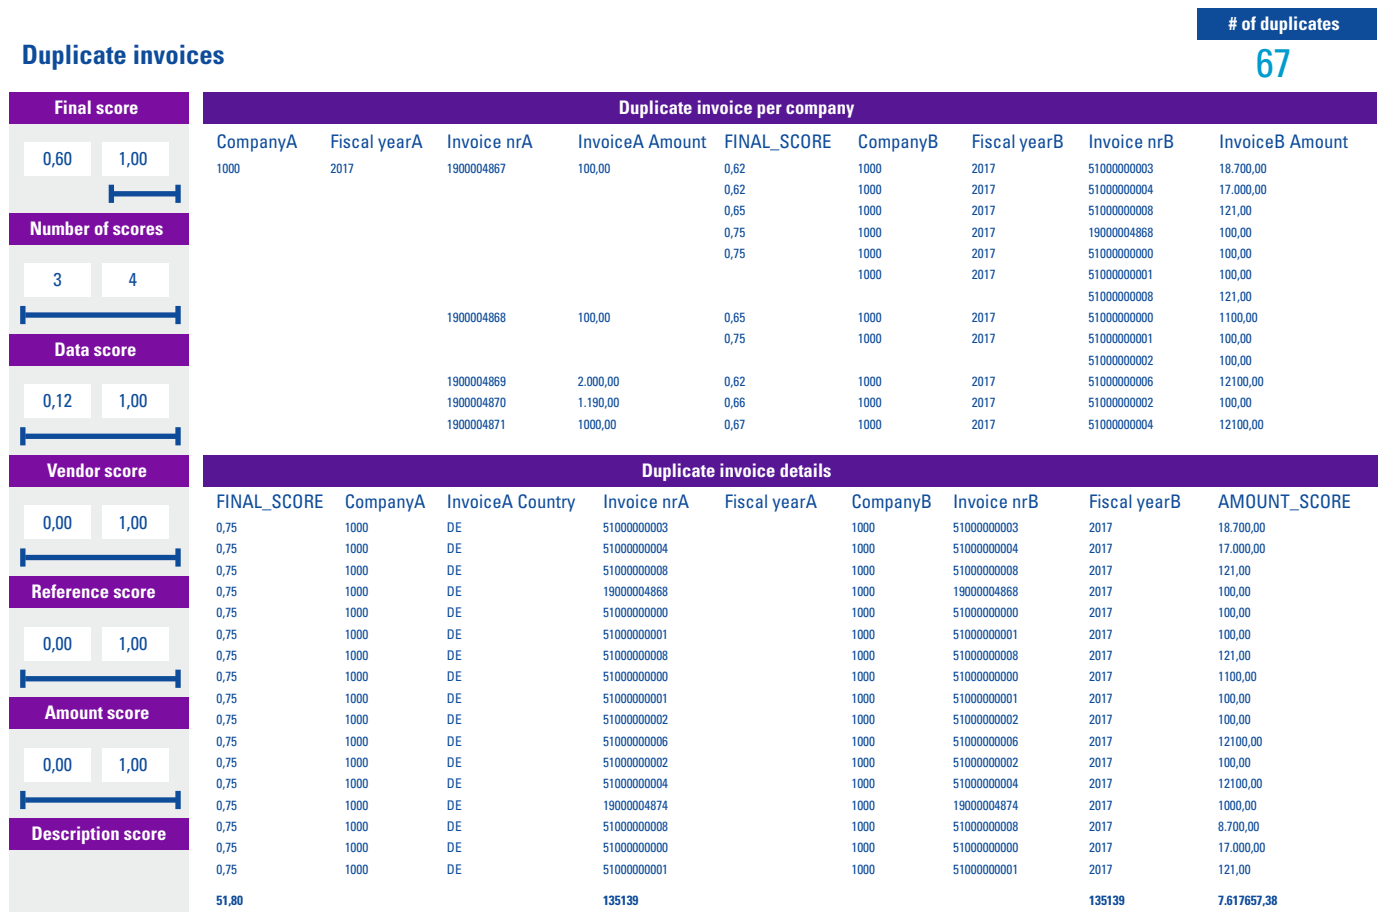 # of duplicates
Duplicate invoices
67
Final score
0,60 1,00
Number of scores
3 4
Data score
0,12 1,00
Vendor score
0,00 1,00
Reference score
0,00 1,00
Amount score
0,00 1,00
Description score
Duplicate invoice per company
CompanyA Fiscal yearA Invoice nrA InvoiceA Amount FINAL_SCORE CompanyB Fiscal yearB Invoice nrB InvoiceB Amount
1000 2017 1900004867 100,00 0,62 1000 2017 51000000003 18.700,00
0,62 1000 2017 51000000004 17.000,00
0,65 1000 2017 51000000008 121,00
0,75 1000 2017 19000004868 100,00
0,75 1000 2017 51000000000 100,00
1000 2017 51000000001 100,00
51000000008 121,00
1900004868 100,00 0,65 1000 2017 51000000000 1100,00
0,75 1000 2017 51000000001 100,00
51000000002 100,00
1900004869 2.000,00 0,62 1000 2017 51000000006 12100,00
1900004870 1.190,00 0,66 1000 2017 51000000002 100,00
1900004871 1000,00 0,67 1000 2017 51000000004 12100,00
Duplicate invoice details
FINAL_SCORE CompanyA InvoiceA Country Invoice nrA Fiscal yearA CompanyB Invoice nrB Fiscal yearB AMOUNT_SCORE
0,75 1000 DE 51000000003 1000 51000000003 2017 18.700,00
0,75 1000 DE 51000000004 1000 51000000004 2017 17.000,00
0,75 1000 DE 51000000008 1000 51000000008 2017 121,00
0,75 1000 DE 19000004868 1000 19000004868 2017 100,00
0,75 1000 DE 51000000000 1000 51000000000 2017 100,00
0,75 1000 DE 51000000001 1000 51000000001 2017 100,00
0,75 1000 DE 51000000008 1000 51000000008 2017 121,00
0,75 1000 DE 51000000000 1000 51000000000 2017 1100,00
0,75 1000 DE 51000000001 1000 51000000001 2017 100,00
0,75 1000 DE 51000000002 1000 51000000002 2017 100,00
0,75 1000 DE 51000000006 1000 51000000006 2017 12100,00
0,75 1000 DE 51000000002 1000 51000000002 2017 100,00
0,75 1000 DE 51000000004 1000 51000000004 2017 12100,00
0,75 1000 DE 19000004874 1000 19000004874 2017 1000,00
0,75 1000 DE 51000000008 1000 51000000008 2017 8.700,00
0,75 1000 DE 51000000000 1000 51000000000 2017 17.000,00
0,75 1000 DE 51000000001 1000 51000000001 2017 121,00
51,80 135139 135139 7.617657,38